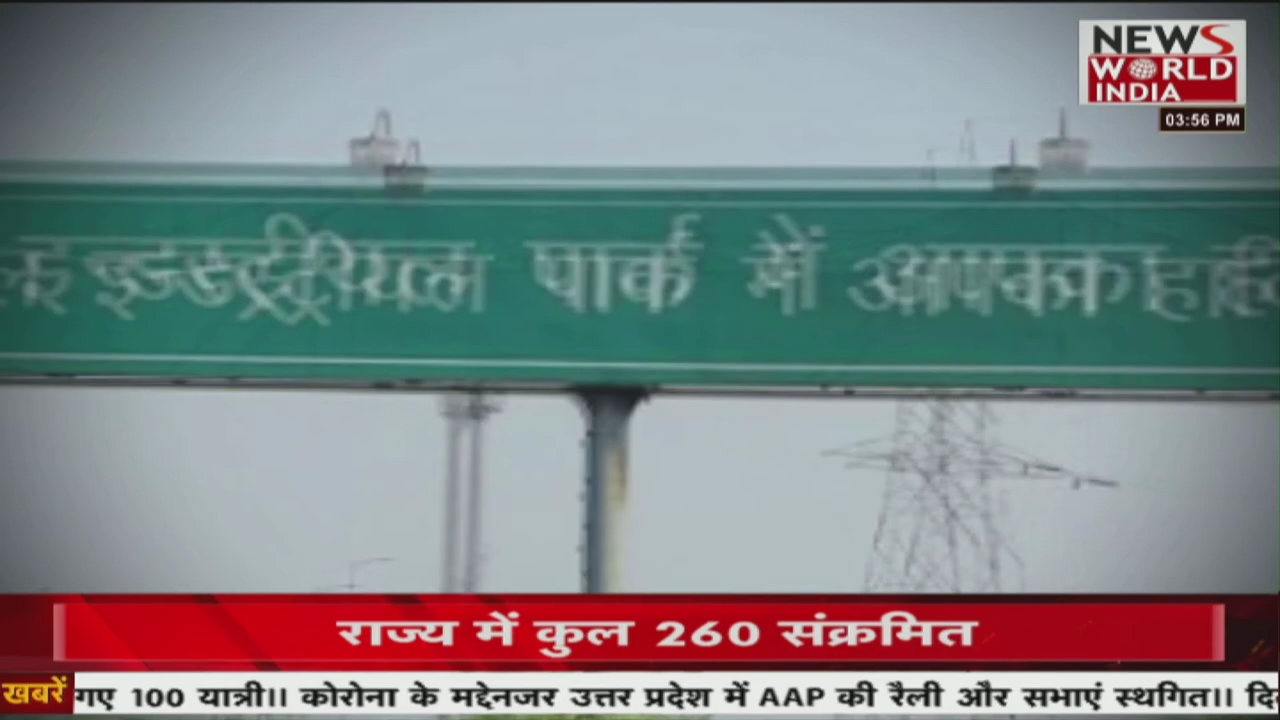 NEWS
WORLD
INDIA
03:56 PM
इण्डस्ट्रीयल पार्क में आपका
राज्य में कुल 260 संक्रमित
खबरें गए 100 यात्री।। कोरोना के मद्देनजर उत्तर प्रदेश में AAP की रैली और सभाएं स्थगित।।